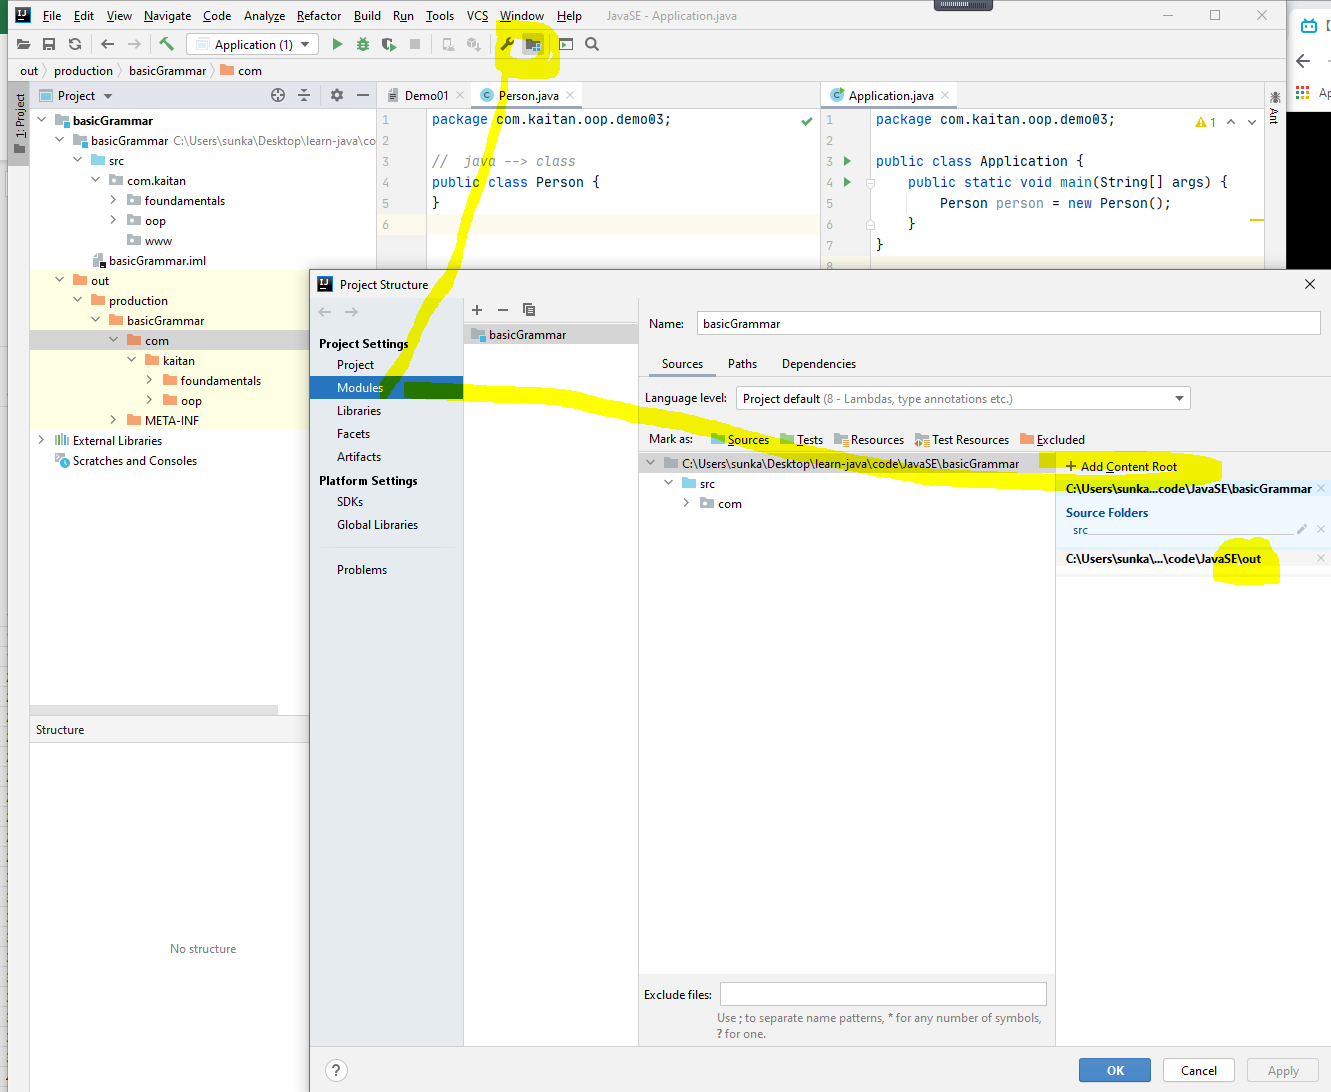 File Edit View Navigate Code Analyze Refactor Build Run Tools VCS Window Help JavaSE - Application.java
Application (1)
out production basicGrammar com
Project
Demo01 Person.java Application.java
1: Project
Ant
basicGrammar
basicGrammar C:\Users\sunka\Desktop\learn-java\co
src
com.kaitan
foundamentals
oop
www
basicGrammar.iml
out
production
basicGrammar
com
kaitan
foundamentals
oop
META-INF
External Libraries
Scratches and Consoles
Structure
No structure
1 package com.kaitan.oop.demo03;
2
3 // java --> class
4 public class Person {
5 }
6
1 package com.kaitan.oop.demo03; 1
2
3 public class Application {
4 public static void main(String[] args) {
5 Person person = new Person();
6 }
7 }
8
Project Structure
Project Settings
Project
Modules
Libraries
Facets
Artifacts
Platform Settings
SDKs
Global Libraries
Problems
basicGrammar
Name: basicGrammar
Sources Paths Dependencies
Language level: Project default (8 - Lambdas, type annotations etc.)
Mark as: Sources Tests Resources Test Resources Excluded
C:\Users\sunka\Desktop\learn-java\code\JavaSE\basicGrammar
src
com
+ Add Content Root
C:\Users\sunka...code\JavaSE\basicGrammar
Source Folders
src
C:\Users\sunka\...\code\JavaSE\out
Exclude files:
Use ; to separate name patterns, * for any number of symbols,
? for one.
?
OK Cancel Apply